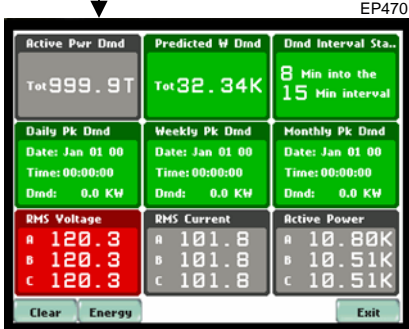 EP470
Active Pwr Dmd
Tot 999.9T
Predicted W Dmd
Tot 32.34K
Dmd Interval Sta..
8 Min into the
15 Min interval
Daily Pk Dmd
Date: Jan 01 00
Time: 00:00:00
Dmd: 0.0 KW
Weekly Pk Dmd
Date: Jan 01 00
Time: 00:00:00
Dmd: 0.0 KW
Monthly Pk Dmd
Date: Jan 01 00
Time: 00:00:00
Dmd: 0.0 KW
RMS Voltage
A 120.3
B 120.3
C 120.3
RMS Current
A 101.8
B 101.8
C 101.8
Active Power
A 10.80K
B 10.51K
C 10.51K
Clear Energy Exit